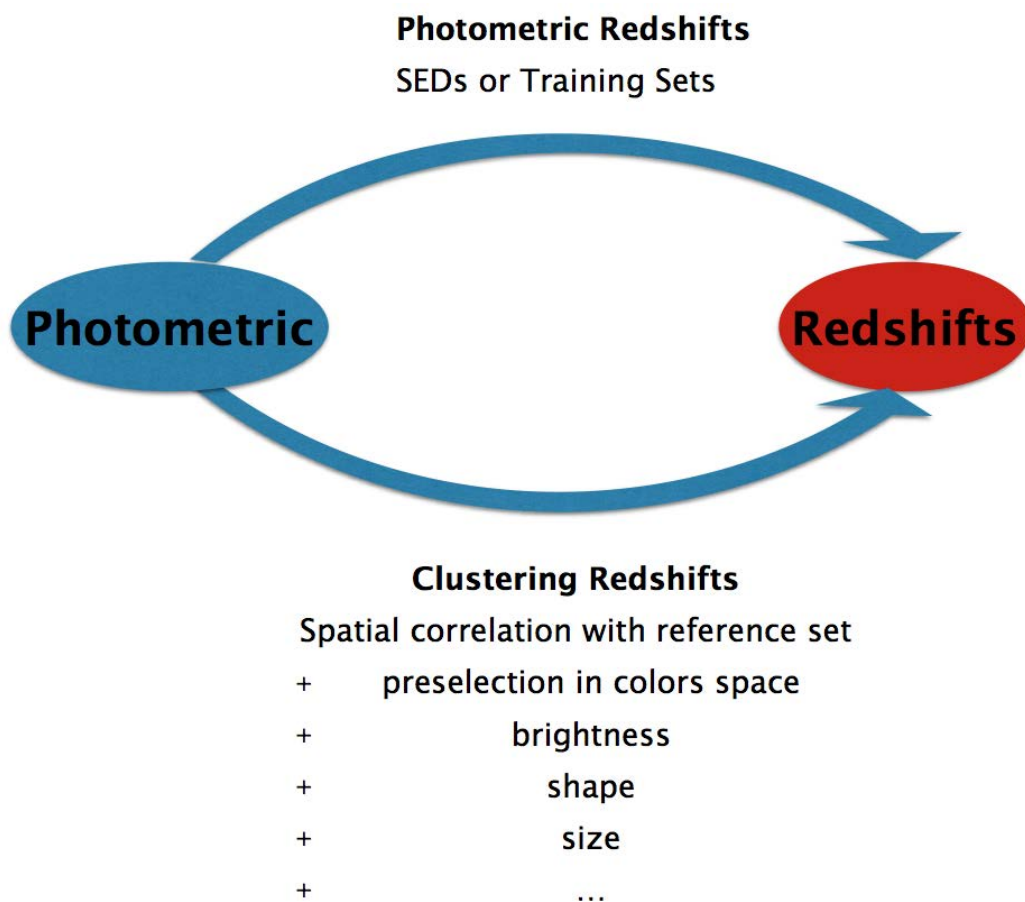 Photometric Redshifts
SEDs or Training Sets
Photometric
Redshifts
Clustering Redshifts
Spatial correlation with reference set
+ preselection in colors space
+ brightness
+ shape
+ size
+ ...